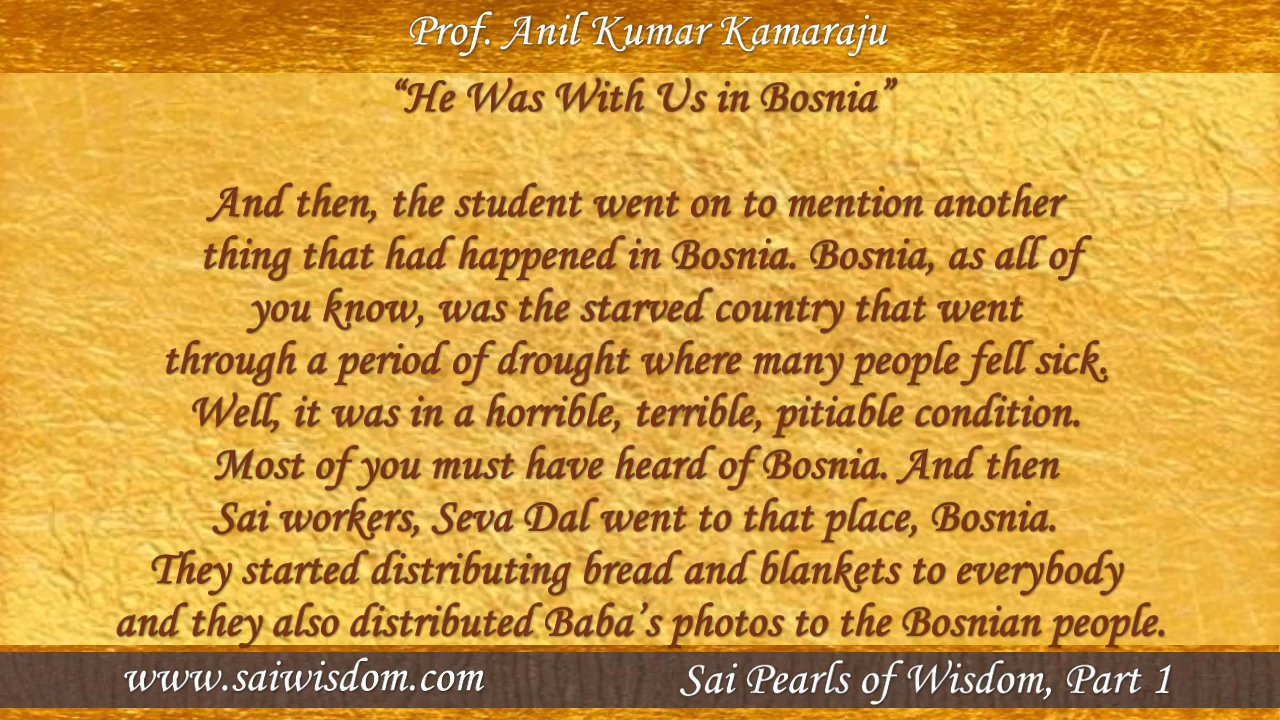 Prof. Anil Kumar Kamaraju
“He Was With Us in Bosnia”
And then, the student went on to mention another
thing that had happened in Bosnia. Bosnia, as all of
you know, was the starved country that went
through a period of drought where many people fell sick.
Well, it was in a horrible, terrible, pitiable condition.
Most of you must have heard of Bosnia. And then
Sai workers, Seva Dal went to that place, Bosnia.
They started distributing bread and blankets to everybody
and they also distributed Baba’s photos to the Bosnian people.
www.saiwisdom.com
Sai Pearls of Wisdom, Part 1